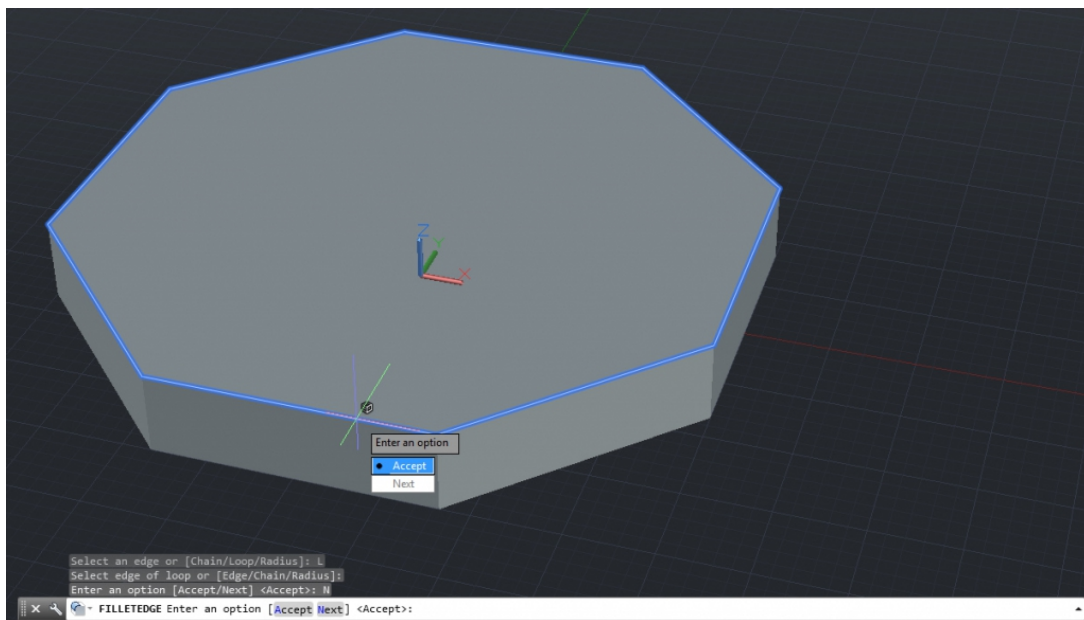 Z
Y
X
Enter an option
Accept
Next
Select an edge or [Chain/Loop/Radius]: L
Select edge of loop or [Edge/Chain/Radius]:
Enter an option [Accept/Next] <Accept>: N
FILLETEDGE Enter an option [Accept Next] <Accept>: